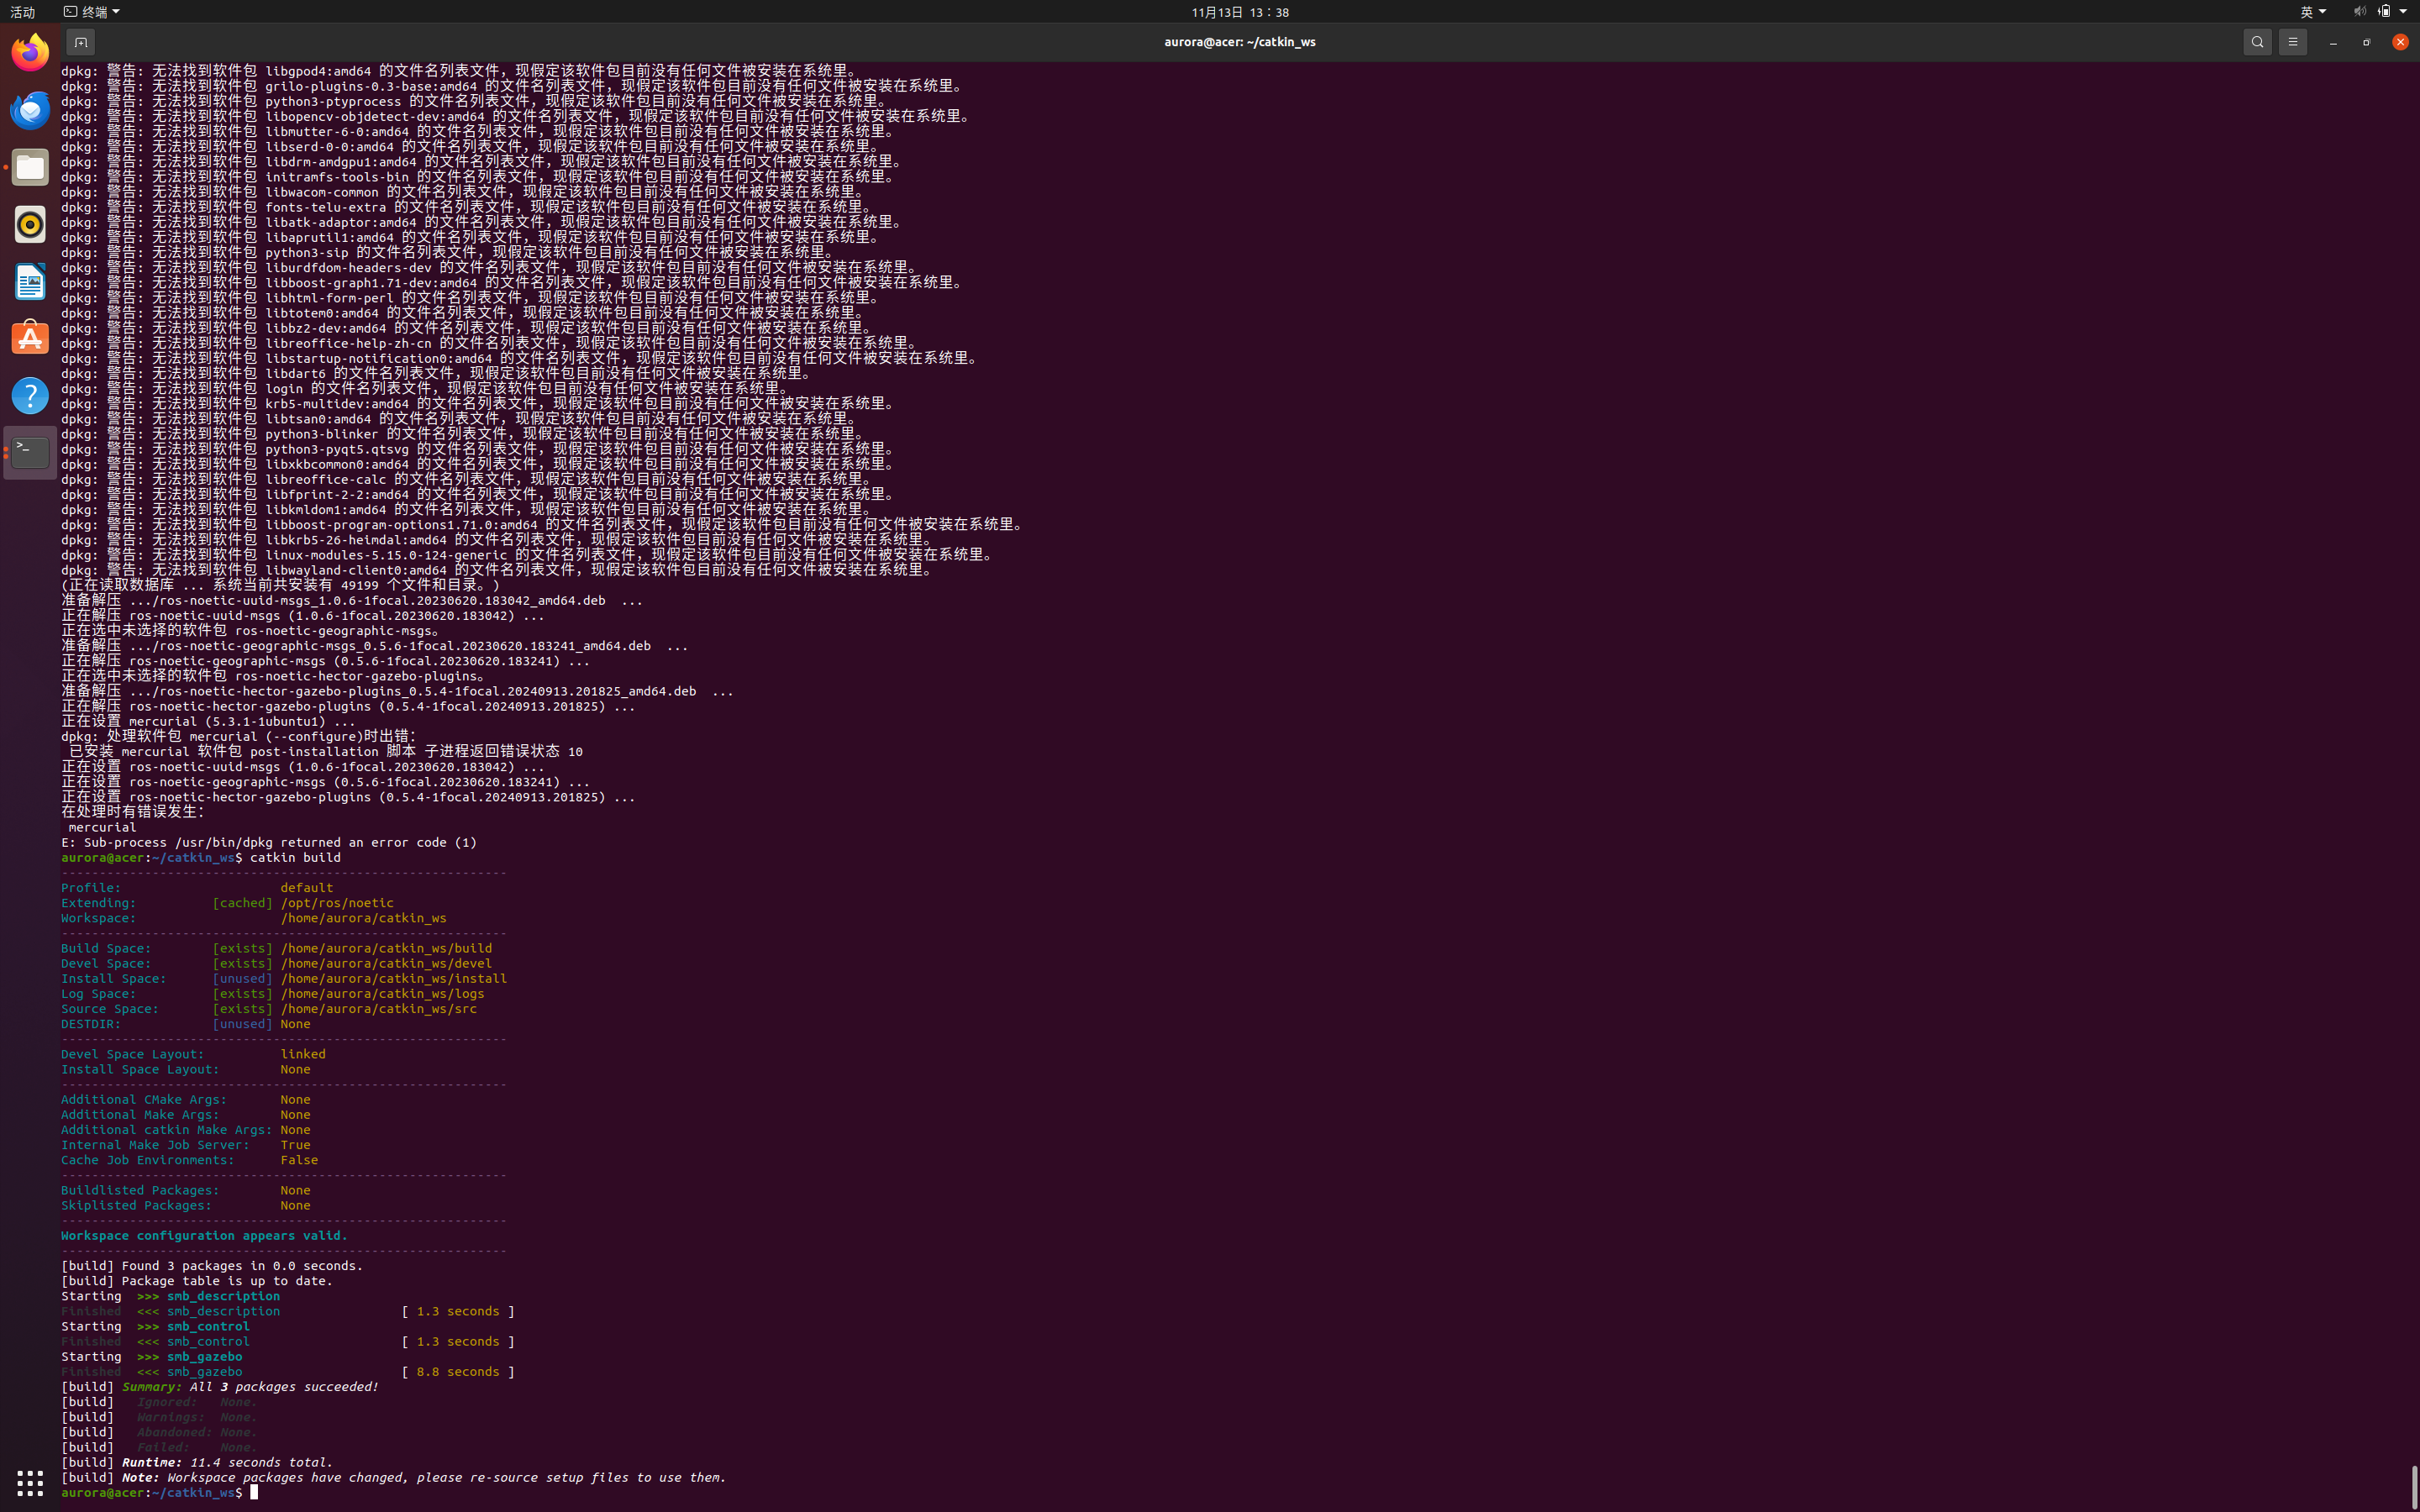 活动
终端
11月13日 13：38
英
aurora@acer: ~/catkin_ws
dpkg: 警告: 无法找到软件包 libgpod4:amd64 的文件名列表文件，现假定该软件包目前没有任何文件被安装在系统里。
dpkg: 警告: 无法找到软件包 grilo-plugins-0.3-base:amd64 的文件名列表文件，现假定该软件包目前没有任何文件被安装在系统里。
dpkg: 警告: 无法找到软件包 python3-ptyprocess 的文件名列表文件，现假定该软件包目前没有任何文件被安装在系统里。
dpkg: 警告: 无法找到软件包 libopencv-objdetect-dev:amd64 的文件名列表文件，现假定该软件包目前没有任何文件被安装在系统里。
dpkg: 警告: 无法找到软件包 libmutter-6-0:amd64 的文件名列表文件，现假定该软件包目前没有任何文件被安装在系统里。
dpkg: 警告: 无法找到软件包 libserd-0-0:amd64 的文件名列表文件，现假定该软件包目前没有任何文件被安装在系统里。
dpkg: 警告: 无法找到软件包 libdrm-amdgpu1:amd64 的文件名列表文件，现假定该软件包目前没有任何文件被安装在系统里。
dpkg: 警告: 无法找到软件包 initramfs-tools-bin 的文件名列表文件，现假定该软件包目前没有任何文件被安装在系统里。
dpkg: 警告: 无法找到软件包 libwacom-common 的文件名列表文件，现假定该软件包目前没有任何文件被安装在系统里。
dpkg: 警告: 无法找到软件包 fonts-telu-extra 的文件名列表文件，现假定该软件包目前没有任何文件被安装在系统里。
dpkg: 警告: 无法找到软件包 libatk-adaptor:amd64 的文件名列表文件，现假定该软件包目前没有任何文件被安装在系统里。
dpkg: 警告: 无法找到软件包 libaprutil1:amd64 的文件名列表文件，现假定该软件包目前没有任何文件被安装在系统里。
dpkg: 警告: 无法找到软件包 python3-sip 的文件名列表文件，现假定该软件包目前没有任何文件被安装在系统里。
dpkg: 警告: 无法找到软件包 liburdfdom-headers-dev 的文件名列表文件，现假定该软件包目前没有任何文件被安装在系统里。
dpkg: 警告: 无法找到软件包 libboost-graph1.71-dev:amd64 的文件名列表文件，现假定该软件包目前没有任何文件被安装在系统里。
dpkg: 警告: 无法找到软件包 libhtml-form-perl 的文件名列表文件，现假定该软件包目前没有任何文件被安装在系统里。
dpkg: 警告: 无法找到软件包 libtotem0:amd64 的文件名列表文件，现假定该软件包目前没有任何文件被安装在系统里。
dpkg: 警告: 无法找到软件包 libbz2-dev:amd64 的文件名列表文件，现假定该软件包目前没有任何文件被安装在系统里。
dpkg: 警告: 无法找到软件包 libreoffice-help-zh-cn 的文件名列表文件，现假定该软件包目前没有任何文件被安装在系统里。
dpkg: 警告: 无法找到软件包 libstartup-notification0:amd64 的文件名列表文件，现假定该软件包目前没有任何文件被安装在系统里。
dpkg: 警告: 无法找到软件包 libdart6 的文件名列表文件，现假定该软件包目前没有任何文件被安装在系统里。
dpkg: 警告: 无法找到软件包 login 的文件名列表文件，现假定该软件包目前没有任何文件被安装在系统里。
dpkg: 警告: 无法找到软件包 krb5-multidev:amd64 的文件名列表文件，现假定该软件包目前没有任何文件被安装在系统里。
dpkg: 警告: 无法找到软件包 libtsan0:amd64 的文件名列表文件，现假定该软件包目前没有任何文件被安装在系统里。
dpkg: 警告: 无法找到软件包 python3-blinker 的文件名列表文件，现假定该软件包目前没有任何文件被安装在系统里。
dpkg: 警告: 无法找到软件包 python3-pyqt5.qtsvg 的文件名列表文件，现假定该软件包目前没有任何文件被安装在系统里。
dpkg: 警告: 无法找到软件包 libxkbcommon0:amd64 的文件名列表文件，现假定该软件包目前没有任何文件被安装在系统里。
dpkg: 警告: 无法找到软件包 libreoffice-calc 的文件名列表文件，现假定该软件包目前没有任何文件被安装在系统里。
dpkg: 警告: 无法找到软件包 libfprint-2-2:amd64 的文件名列表文件，现假定该软件包目前没有任何文件被安装在系统里。
dpkg: 警告: 无法找到软件包 libkmldom1:amd64 的文件名列表文件，现假定该软件包目前没有任何文件被安装在系统里。
dpkg: 警告: 无法找到软件包 libboost-program-options1.71.0:amd64 的文件名列表文件，现假定该软件包目前没有任何文件被安装在系统里。
dpkg: 警告: 无法找到软件包 libkrb5-26-heimdal:amd64 的文件名列表文件，现假定该软件包目前没有任何文件被安装在系统里。
dpkg: 警告: 无法找到软件包 linux-modules-5.15.0-124-generic 的文件名列表文件，现假定该软件包目前没有任何文件被安装在系统里。
dpkg: 警告: 无法找到软件包 libwayland-client0:amd64 的文件名列表文件，现假定该软件包目前没有任何文件被安装在系统里。
(正在读取数据库 ... 系统当前共安装有 49199 个文件和目录。)
准备解压 .../ros-noetic-uuid-msgs_1.0.6-1focal.20230620.183042_amd64.deb  ...
正在解压 ros-noetic-uuid-msgs (1.0.6-1focal.20230620.183042) ...
正在选中未选择的软件包 ros-noetic-geographic-msgs。
准备解压 .../ros-noetic-geographic-msgs_0.5.6-1focal.20230620.183241_amd64.deb  ...
正在解压 ros-noetic-geographic-msgs (0.5.6-1focal.20230620.183241) ...
正在选中未选择的软件包 ros-noetic-hector-gazebo-plugins。
准备解压 .../ros-noetic-hector-gazebo-plugins_0.5.4-1focal.20240913.201825_amd64.deb  ...
正在解压 ros-noetic-hector-gazebo-plugins (0.5.4-1focal.20240913.201825) ...
正在设置 mercurial (5.3.1-1ubuntu1) ...
dpkg: 处理软件包 mercurial (--configure)时出错：
 已安装 mercurial 软件包 post-installation 脚本 子进程返回错误状态 10
正在设置 ros-noetic-uuid-msgs (1.0.6-1focal.20230620.183042) ...
正在设置 ros-noetic-geographic-msgs (0.5.6-1focal.20230620.183241) ...
正在设置 ros-noetic-hector-gazebo-plugins (0.5.4-1focal.20240913.201825) ...
在处理时有错误发生：
 mercurial
E: Sub-process /usr/bin/dpkg returned an error code (1)
aurora@acer:~/catkin_ws$ catkin build
-----------------------------------------------------------
Profile:                     default
Extending:          [cached] /opt/ros/noetic
Workspace:                   /home/aurora/catkin_ws
-----------------------------------------------------------
Build Space:        [exists] /home/aurora/catkin_ws/build
Devel Space:        [exists] /home/aurora/catkin_ws/devel
Install Space:      [unused] /home/aurora/catkin_ws/install
Log Space:          [exists] /home/aurora/catkin_ws/logs
Source Space:       [exists] /home/aurora/catkin_ws/src
DESTDIR:            [unused] None
-----------------------------------------------------------
Devel Space Layout:          linked
Install Space Layout:        None
-----------------------------------------------------------
Additional CMake Args:       None
Additional Make Args:        None
Additional catkin Make Args: None
Internal Make Job Server:    True
Cache Job Environments:      False
-----------------------------------------------------------
Buildlisted Packages:        None
Skiplisted Packages:         None
-----------------------------------------------------------
Workspace configuration appears valid.
-----------------------------------------------------------
[build] Found 3 packages in 0.0 seconds.
[build] Package table is up to date.
Starting  >>> smb_description
Finished  <<< smb_description                [ 1.3 seconds ]
Starting  >>> smb_control
Finished  <<< smb_control                    [ 1.3 seconds ]
Starting  >>> smb_gazebo
Finished  <<< smb_gazebo                     [ 8.8 seconds ]
[build] Summary: All 3 packages succeeded!
[build]   Ignored:   None.
[build]   Warnings:  None.
[build]   Abandoned: None.
[build]   Failed:    None.
[build] Runtime: 11.4 seconds total.
[build] Note: Workspace packages have changed, please re-source setup files to use them.
aurora@acer:~/catkin_ws$